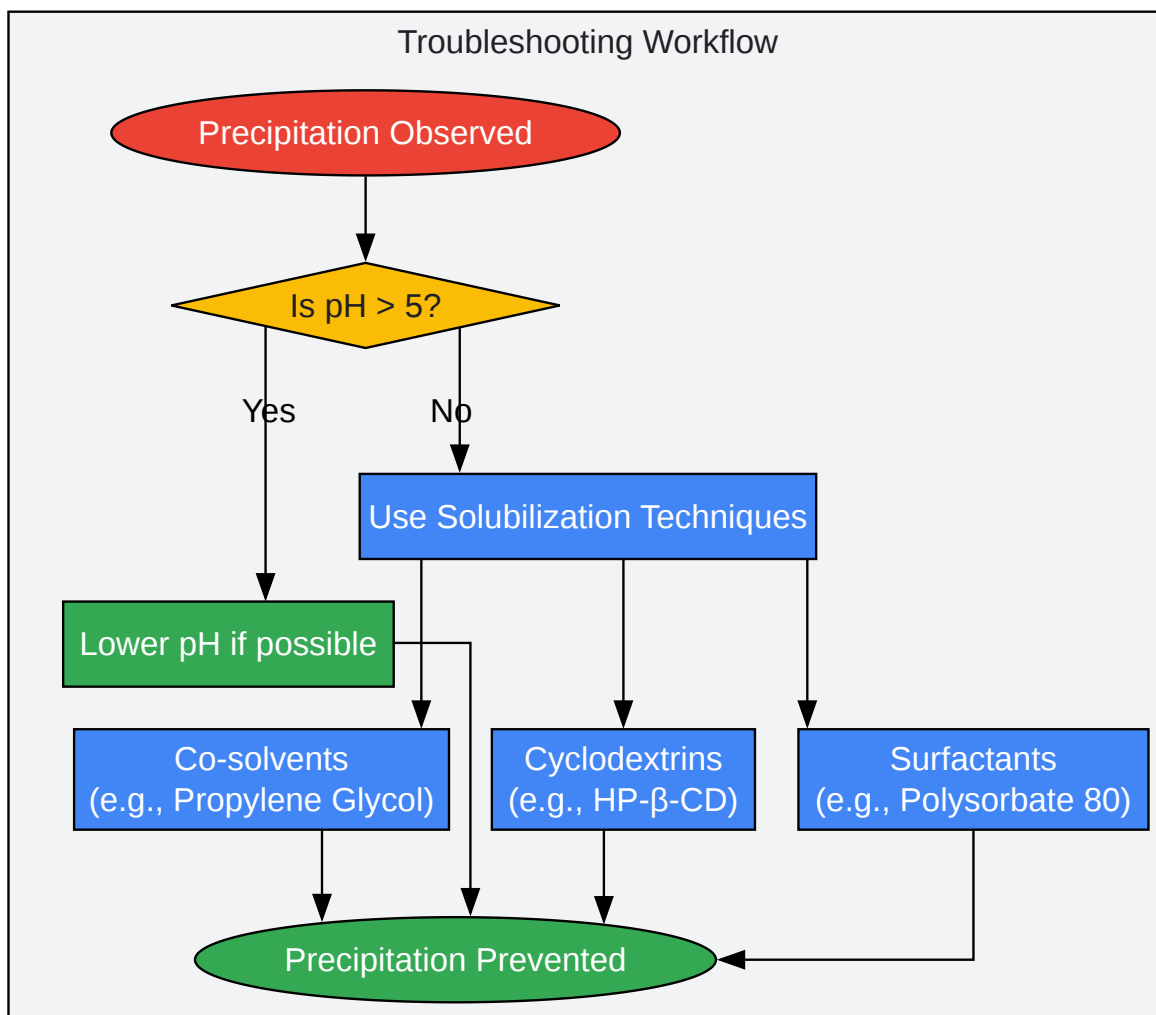 Troubleshooting Workflow
Precipitation Observed
Is pH > 5?
Yes
No
Use Solubilization Techniques
Lower pH if possible
Co-solvents
(e.g., Propylene Glycol)
Cyclodextrins
(e.g., HP-β-CD)
Surfactants
(e.g., Polysorbate 80)
Precipitation Prevented